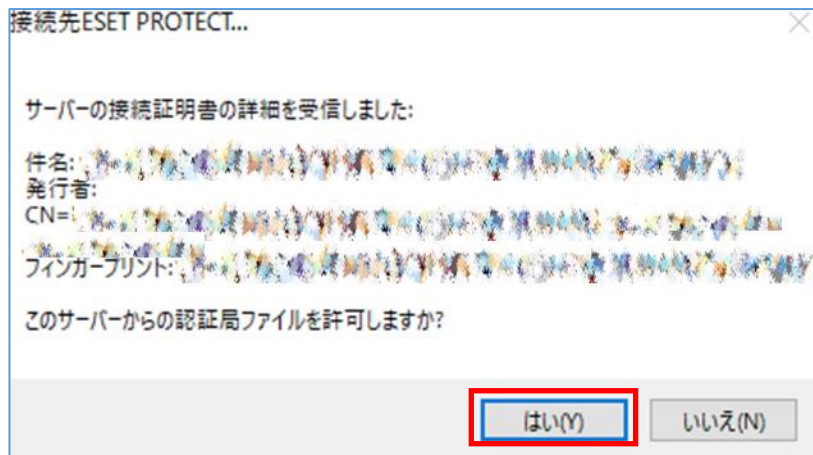 接続先ESET PROTECT...
サーバーの接続証明書の詳細を受信しました:
件名:
発行者:
CN=
フィンガープリント:
このサーバーからの認証局ファイルを許可しますか?
はい(Y)
いいえ(N)